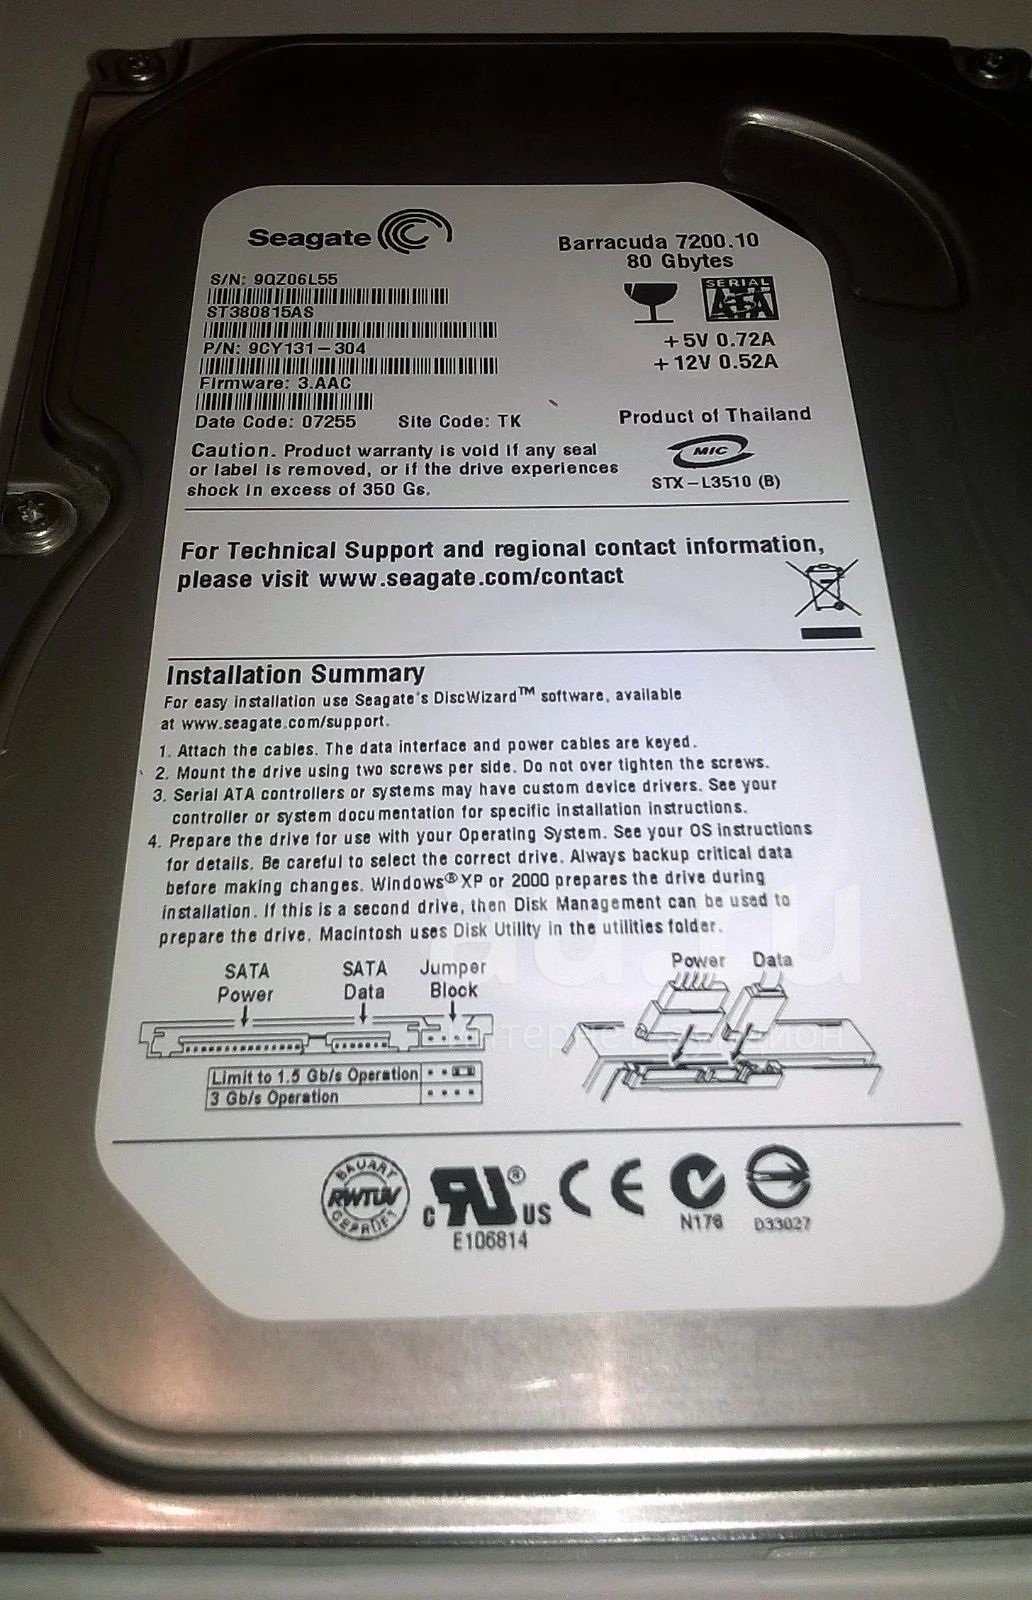 Seagate
Barracuda 7200.10
80 Gbytes
S/N: 9QZ06L55
ST380815AS
SERIAL
ATA
P/N: 9CY131-304
+5V 0.72A
+12V 0.52A
Firmware: 3.AAC
Date Code: 07255 Site Code: TK
Product of Thailand
Caution. Product warranty is void if any seal
or label is removed, or if the drive experiences
shock in excess of 350 Gs.
MIC
STX-L3510 (B)
For Technical Support and regional contact information,
please visit www.seagate.com/contact
Installation Summary
For easy installation use Seagate's DiscWizard™ software, available
at www.seagate.com/support.
1. Attach the cables. The data interface and power cables are keyed.
2. Mount the drive using two screws per side. Do not over tighten the screws.
3. Serial ATA controllers or systems may have custom device drivers. See your
controller or system documentation for specific installation instructions.
4. Prepare the drive for use with your Operating System. See your OS instructions
for details. Be careful to select the correct drive. Always backup critical data
before making changes. Windows® XP or 2000 prepares the drive during
installation. If this is a second drive, then Disk Management can be used to
prepare the drive. Macintosh uses Disk Utility in the utilities folder.
SATA Power
SATA Data
Jumper Block
Power Data
Limit to 1.5 Gb/s Operation
3 Gb/s Operation
BAUART
RWTÜV
GEPRÜFT
c RU® US
E106814
CE
N176
D33027